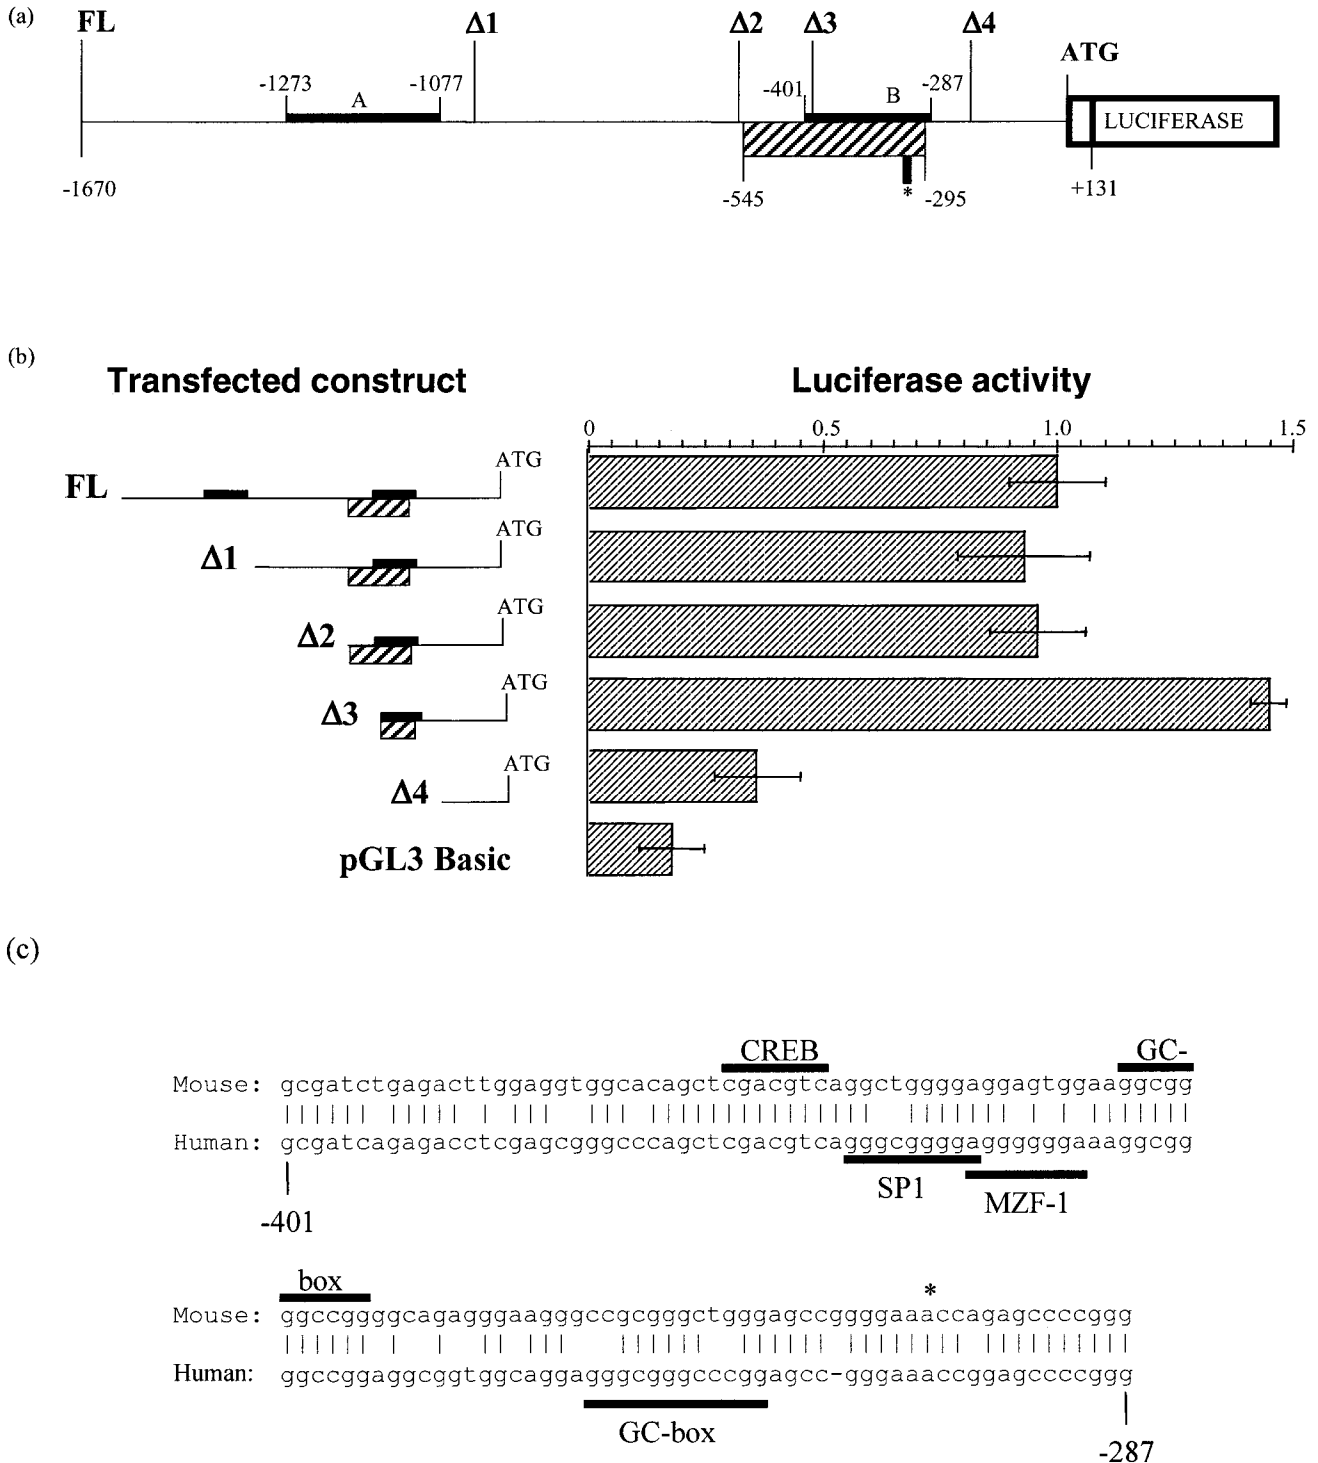 (a)
FL Δ1 Δ2 Δ3 Δ4
ATG
-1273 A -1077 -401 B -287
LUCIFERASE
-1670 -545 * -295 +131
(b)
Transfected construct Luciferase activity
0 0.5 1.0 1.5
FL ATG
Δ1 ATG
Δ2 ATG
Δ3 ATG
Δ4 ATG
pGL3 Basic
(c)
CREB GC-
Mouse: gcgatctgagacttggaggtggcacagctcgacgtcaggctggggaggagtggaaggcgg
Human: gcgatcagagacctcgagcgggcccagctcgacgtcagggcggggaggggggaaaggcgg
SP1 MZF-1
-401
box *
Mouse: ggccggggcagagggaagggccgcgggctgggagccggggaaaccagagccccggg
Human: ggccggaggcggtggcaggagggcgggcccggagcc-gggaaaccggagccccggg
GC-box
-287